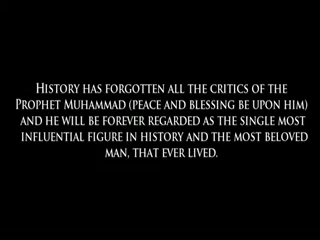 History has forgotten all the critics of the
Prophet Muhammad (peace and blessing be upon him)
and he will be forever regarded as the single most
influential figure in history and the most beloved
man, that ever lived.